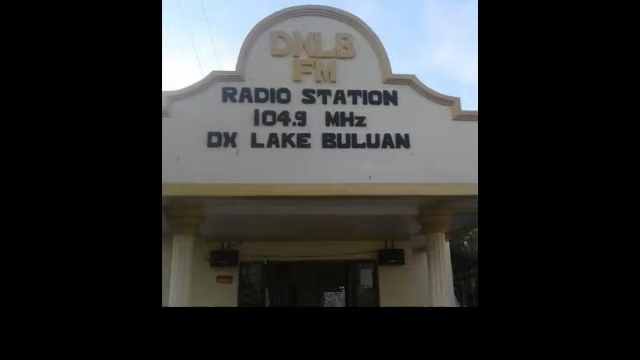 DXLB
FM
RADIO STATION
104.9 MHz
DX LAKE BULUAN